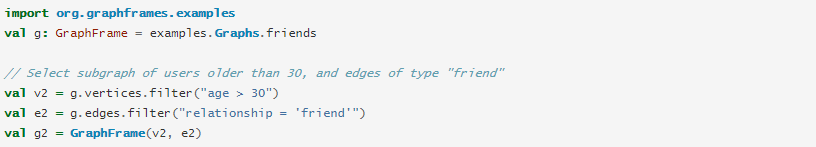 import org.graphframes.examples
val g: GraphFrame = examples.Graphs.friends
// Select subgraph of users older than 30, and edges of type "friend"
val v2 = g.vertices.filter("age > 30")
val e2 = g.edges.filter("relationship = 'friend'")
val g2 = GraphFrame(v2, e2)